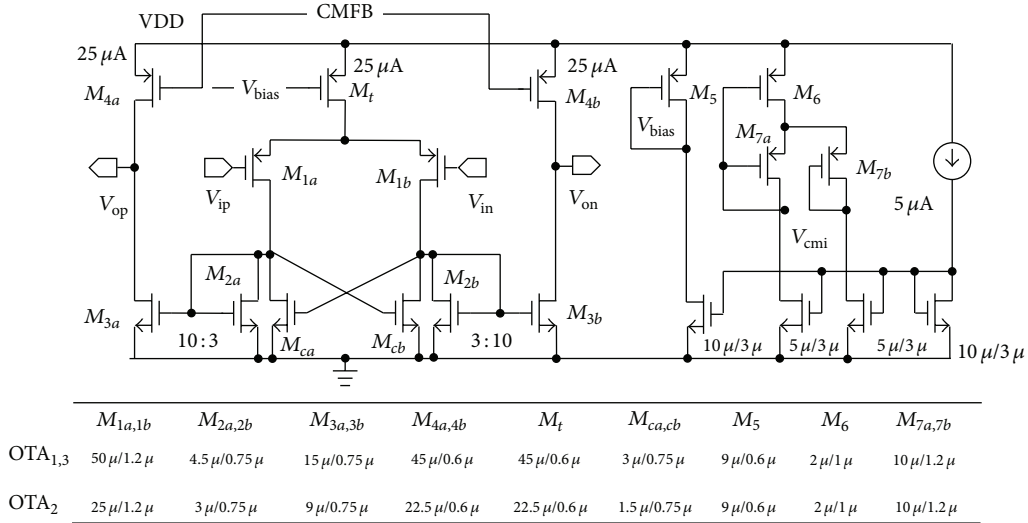 VDD
CMFB
25 μA
25 μA
25 μA
M4a
Vbias
Mt
M4b
M5
M6
Vbias
M7a
M7b
M1a
M1b
Vip
Vin
Vop
Von
5 μA
Vcmi
M2a
M2b
M3a
M3b
10 : 3
Mca
Mcb
3 : 10
10 μ/3 μ
5 μ/3 μ
5 μ/3 μ
10 μ/3 μ
M1a,1b M2a,2b M3a,3b M4a,4b Mt Mca,cb M5 M6 M7a,7b
OTA1,3 50 μ/1.2 μ 4.5 μ/0.75 μ 15 μ/0.75 μ 45 μ/0.6 μ 45 μ/0.6 μ 3 μ/0.75 μ 9 μ/0.6 μ 2 μ/1 μ 10 μ/1.2 μ
OTA2 25 μ/1.2 μ 3 μ/0.75 μ 9 μ/0.75 μ 22.5 μ/0.6 μ 22.5 μ/0.6 μ 1.5 μ/0.75 μ 9 μ/0.6 μ 2 μ/1 μ 10 μ/1.2 μ